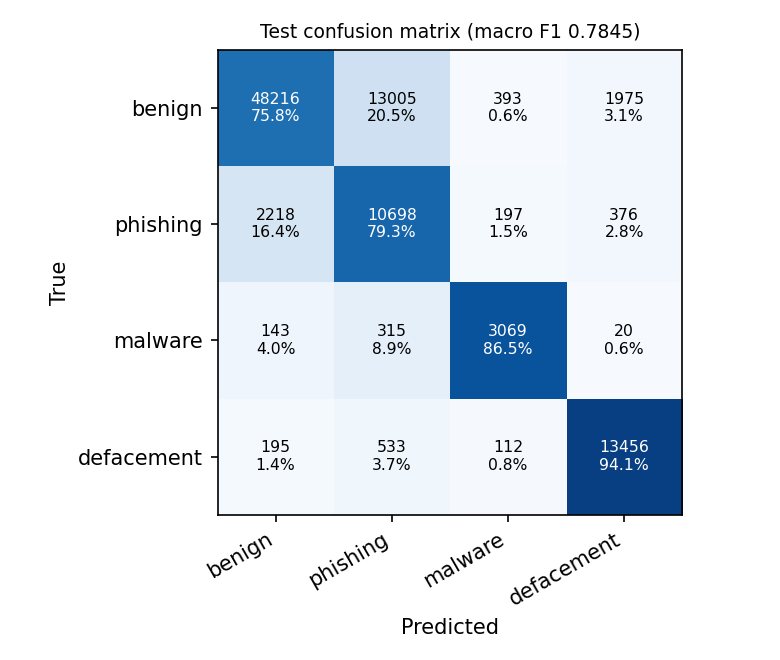 Test confusion matrix (macro F1 0.7845)
True
benign
48216 13005 393 1975
75.8% 20.5% 0.6% 3.1%
phishing
2218 10698 197 376
16.4% 79.3% 1.5% 2.8%
malware
143 315 3069 20
4.0% 8.9% 86.5% 0.6%
defacement
195 533 112 13456
1.4% 3.7% 0.8% 94.1%
benign phishing malware defacement
Predicted